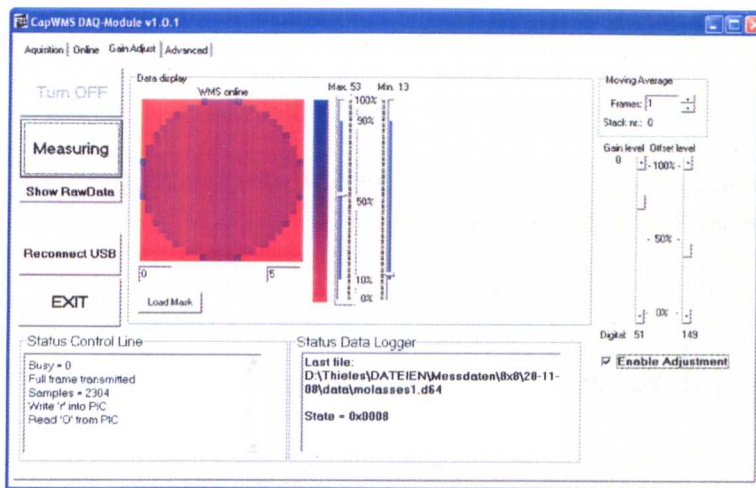 CapWMS DAQ-Module v1.0.1
Aquisition Online Gain Adjust Advanced
Turn OFF
Measuring
Show RawData
Reconnect USB
EXIT
Data display
WMS online
Max. 53 Min. 13
100%
90%
50%
10%
0%
0 5
Load Mask
Moving Average
Frames: 1
Stack nr.: 0
Gain level Offset level
0
100%
50%
0%
Digital: 51 149
Enable Adjustment
Status Control Line
Busy = 0
Full frame transmitted
Samples = 2304
Write 'r' into PIC
Read 'O' from PIC
Status Data Logger
Last file:
D:\Thieles\DATEIEN\Messdaten\8x8\28-11-
08\data\molasses1.d64
State = 0x0008